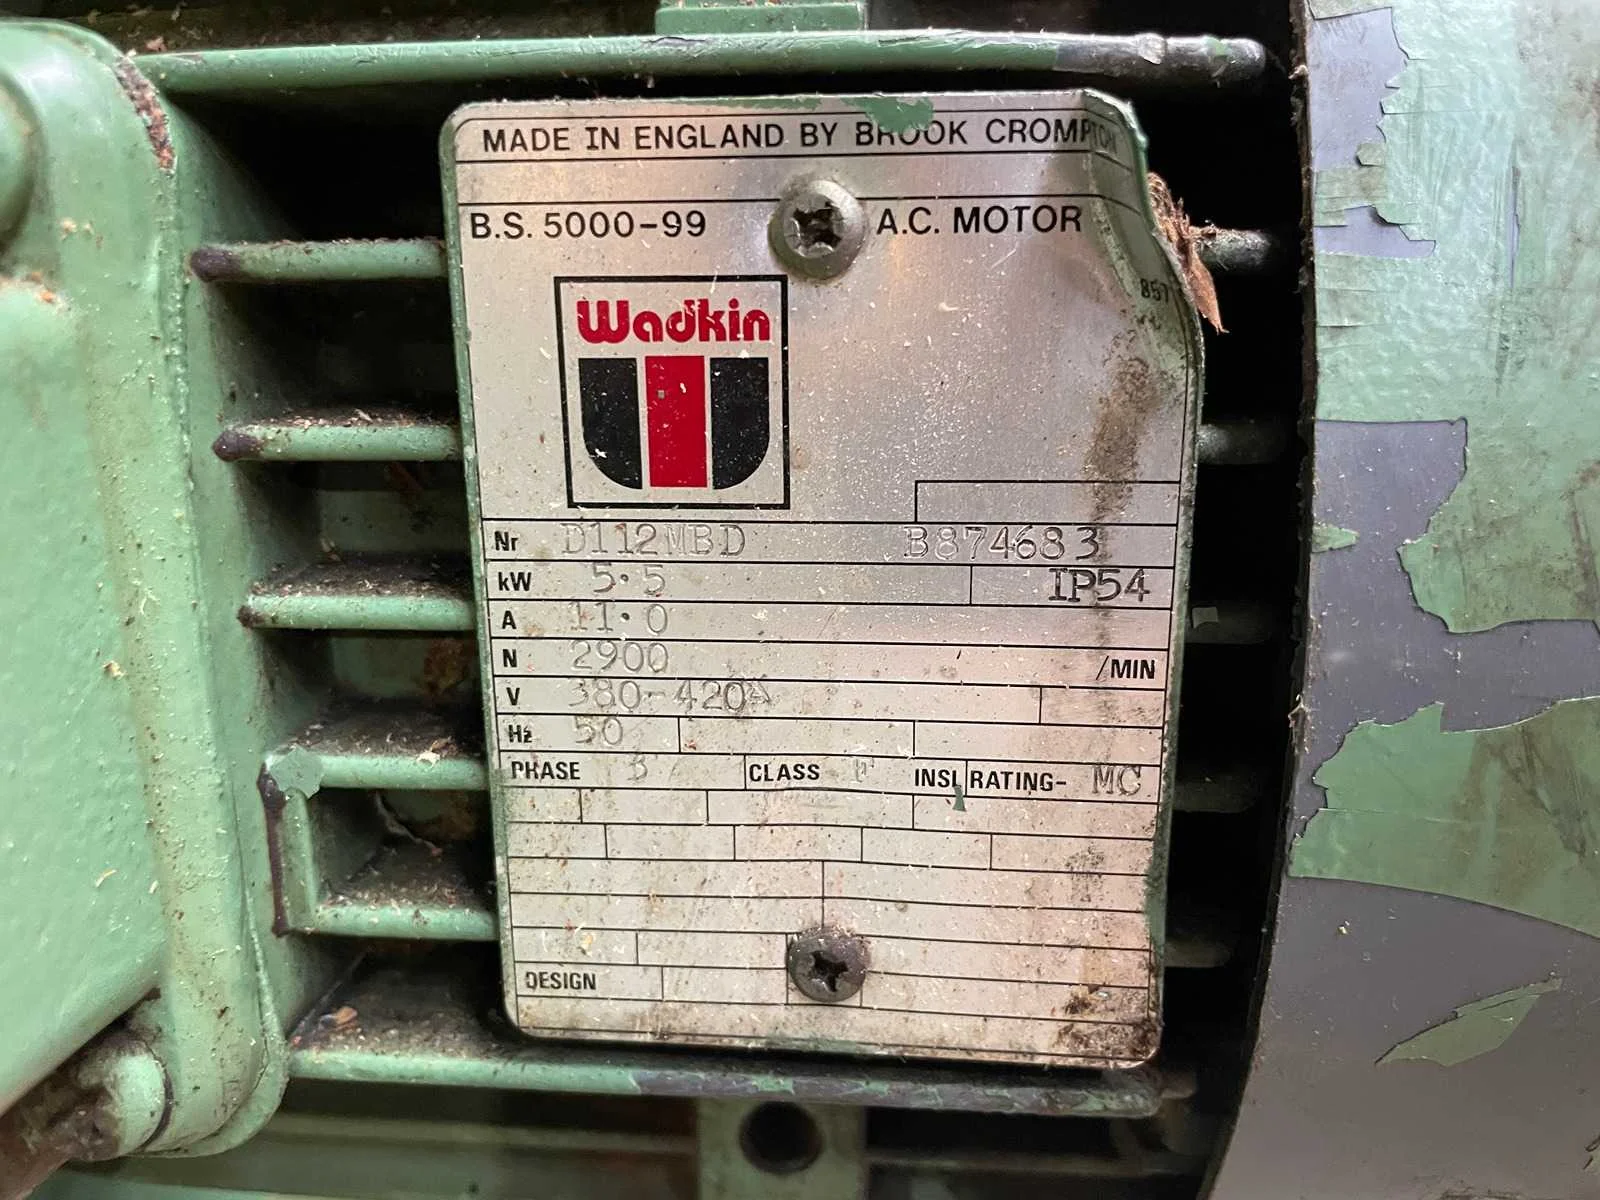 MADE IN ENGLAND BY BROOK CROMPTON
B.S. 5000-99 A.C. MOTOR
857
Wadkin
Nr D112MBD B874683
kW 5.5 IP54
A 11.0
N 2900 /MIN
V 380-420
Hz 50
PHASE 3 CLASS F INSL RATING- MC
DESIGN